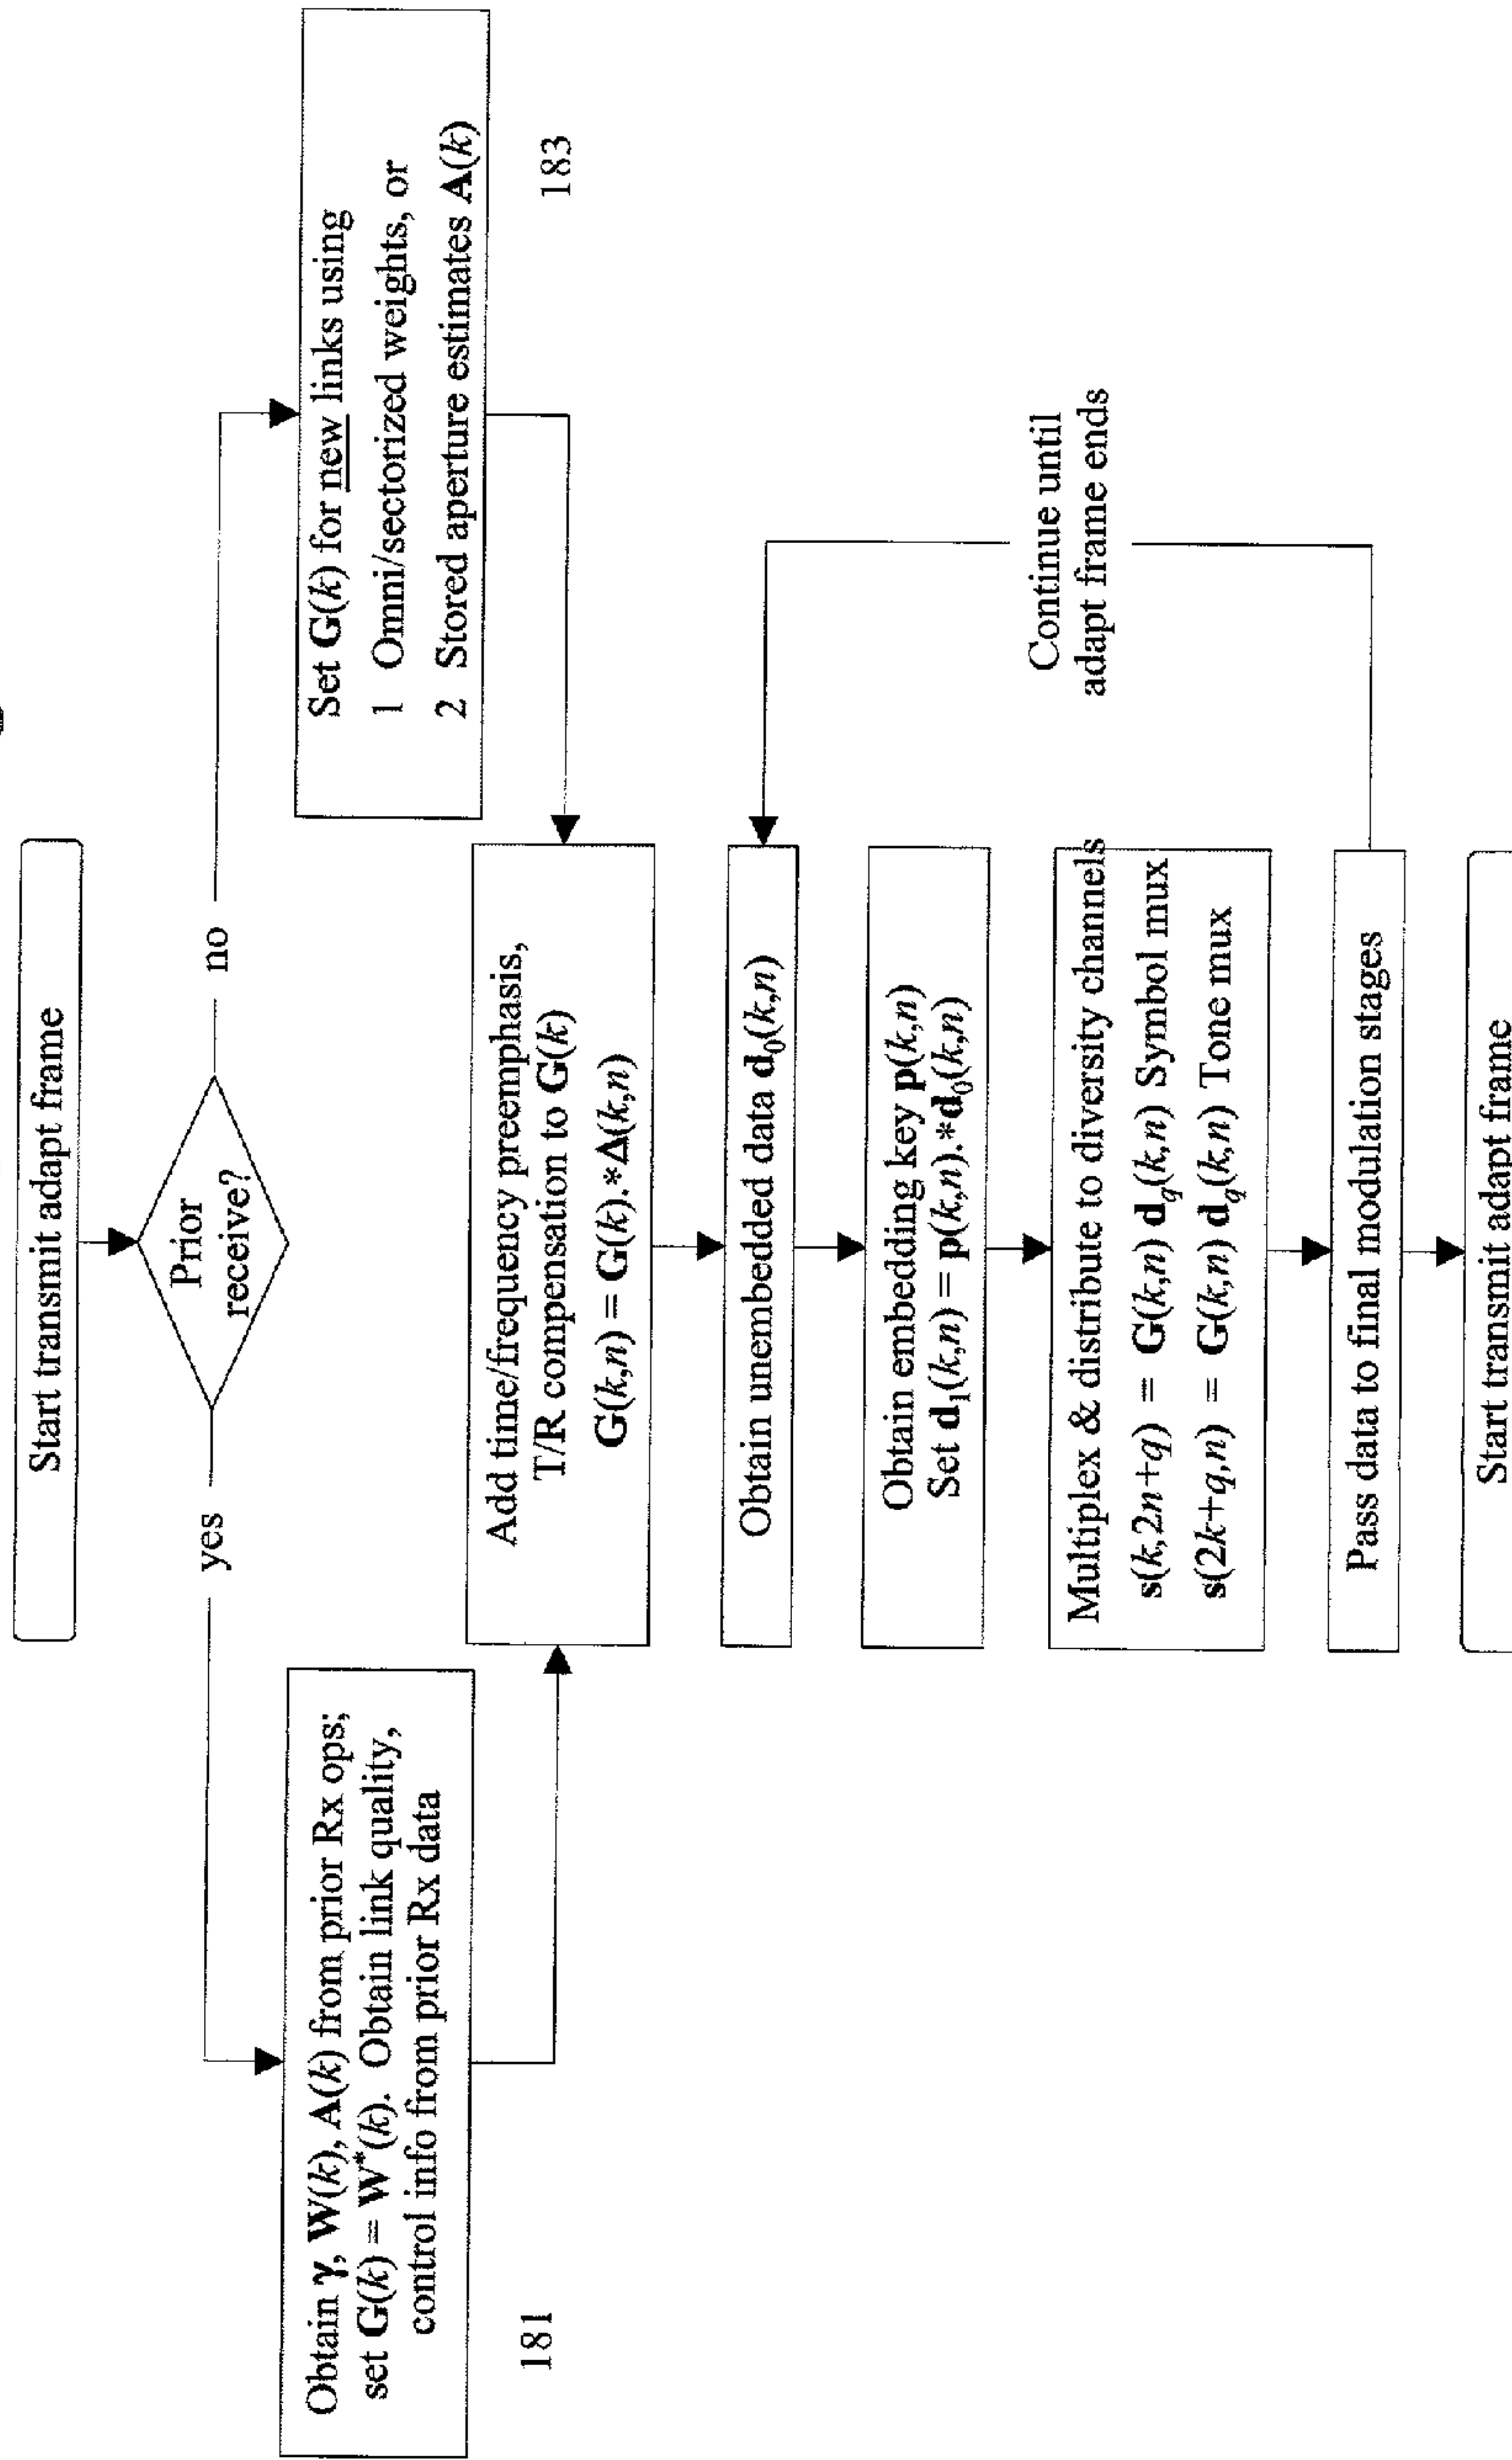 Start transmit adapt frame
Prior
receive?
yes
no
Obtain γ, W(k), A(k) from prior Rx ops;
set G(k) = W*(k). Obtain link quality,
control info from prior Rx data
181
Set G(k) for new links using
1 Omni/sectorized weights, or
2 Stored aperture estimates A(k)
183
Add time/frequency preemphasis,
T/R compensation to G(k)
G(k,n) = G(k).*Δ(k,n)
Obtain unembedded data d₀(k,n)
Continue until
adapt frame ends
Obtain embedding key p(k,n)
Set d₁(k,n) = p(k,n).*d₀(k,n)
Multiplex & distribute to diversity channels
s(k,2n+q) = G(k,n) d_q(k,n) Symbol mux
s(2k+q,n) = G(k,n) d_q(k,n) Tone mux
Pass data to final modulation stages
Start transmit adapt frame